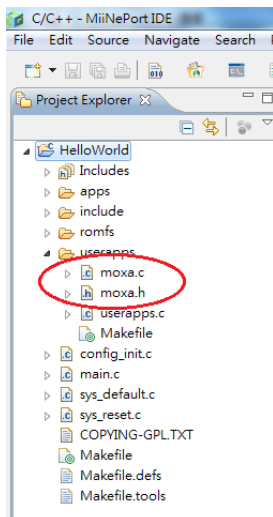 C/C++ - MiiNePort IDE
File Edit Source Navigate Search
Project Explorer
HelloWorld
Includes
apps
include
romfs
userapps
moxa.c
moxa.h
userapps.c
Makefile
config_init.c
main.c
sys_default.c
sys_reset.c
COPYING-GPL.TXT
Makefile
Makefile.defs
Makefile.tools